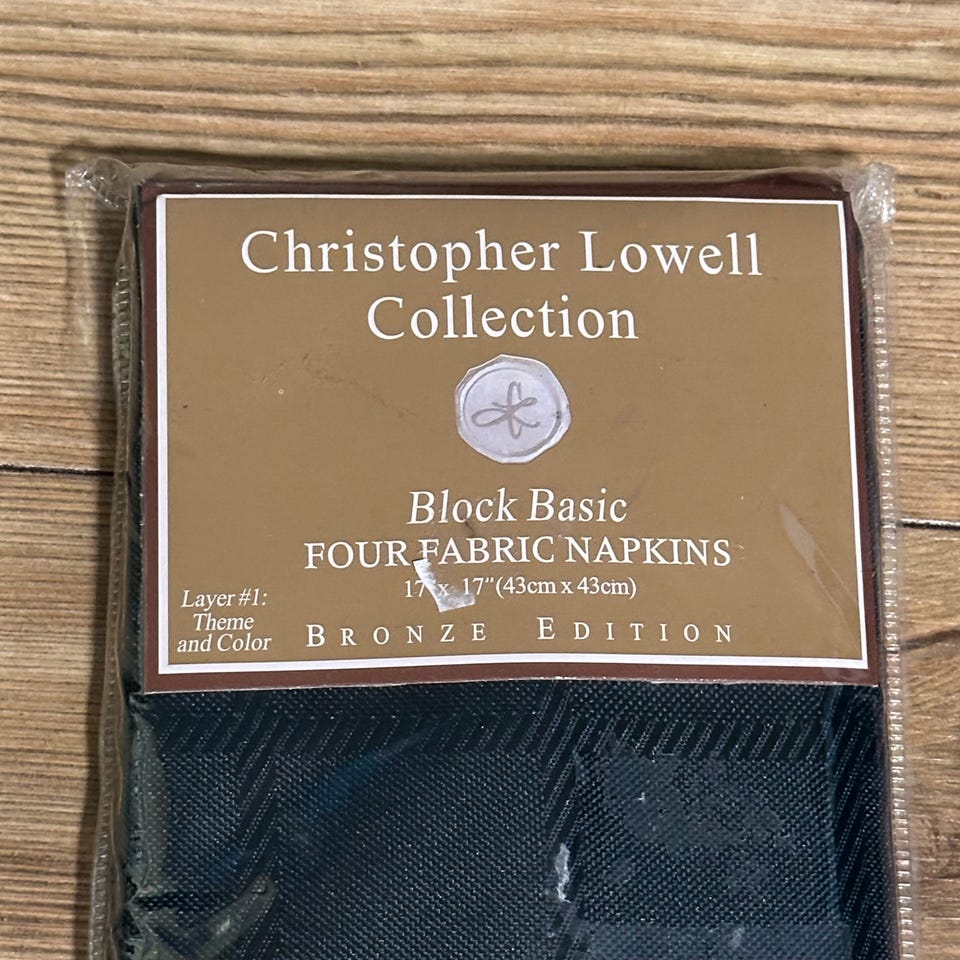 Christopher Lowell
Collection
Block Basic
FOUR FABRIC NAPKINS
17" x 17" (43cm x 43cm)
Layer #1:
Theme
and Color
BRONZE EDITION